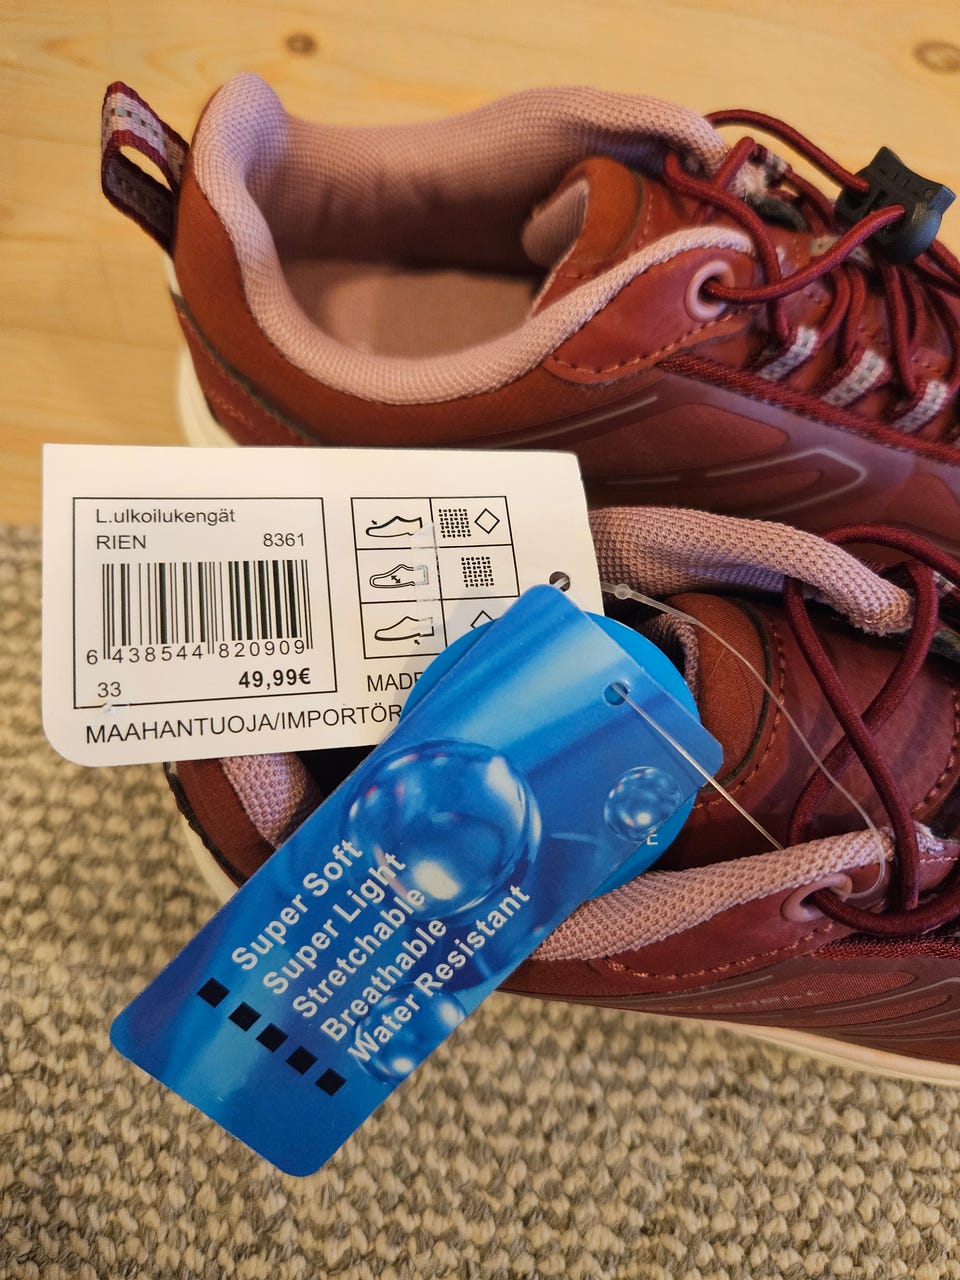 L.ulkoilukengät
RIEN 8361
6 438544 820909
33 49,99€
MADE
MAAHANTUOJA/IMPORTÖR
Super Soft
Super Light
Stretchable
Breathable
Water Resistant